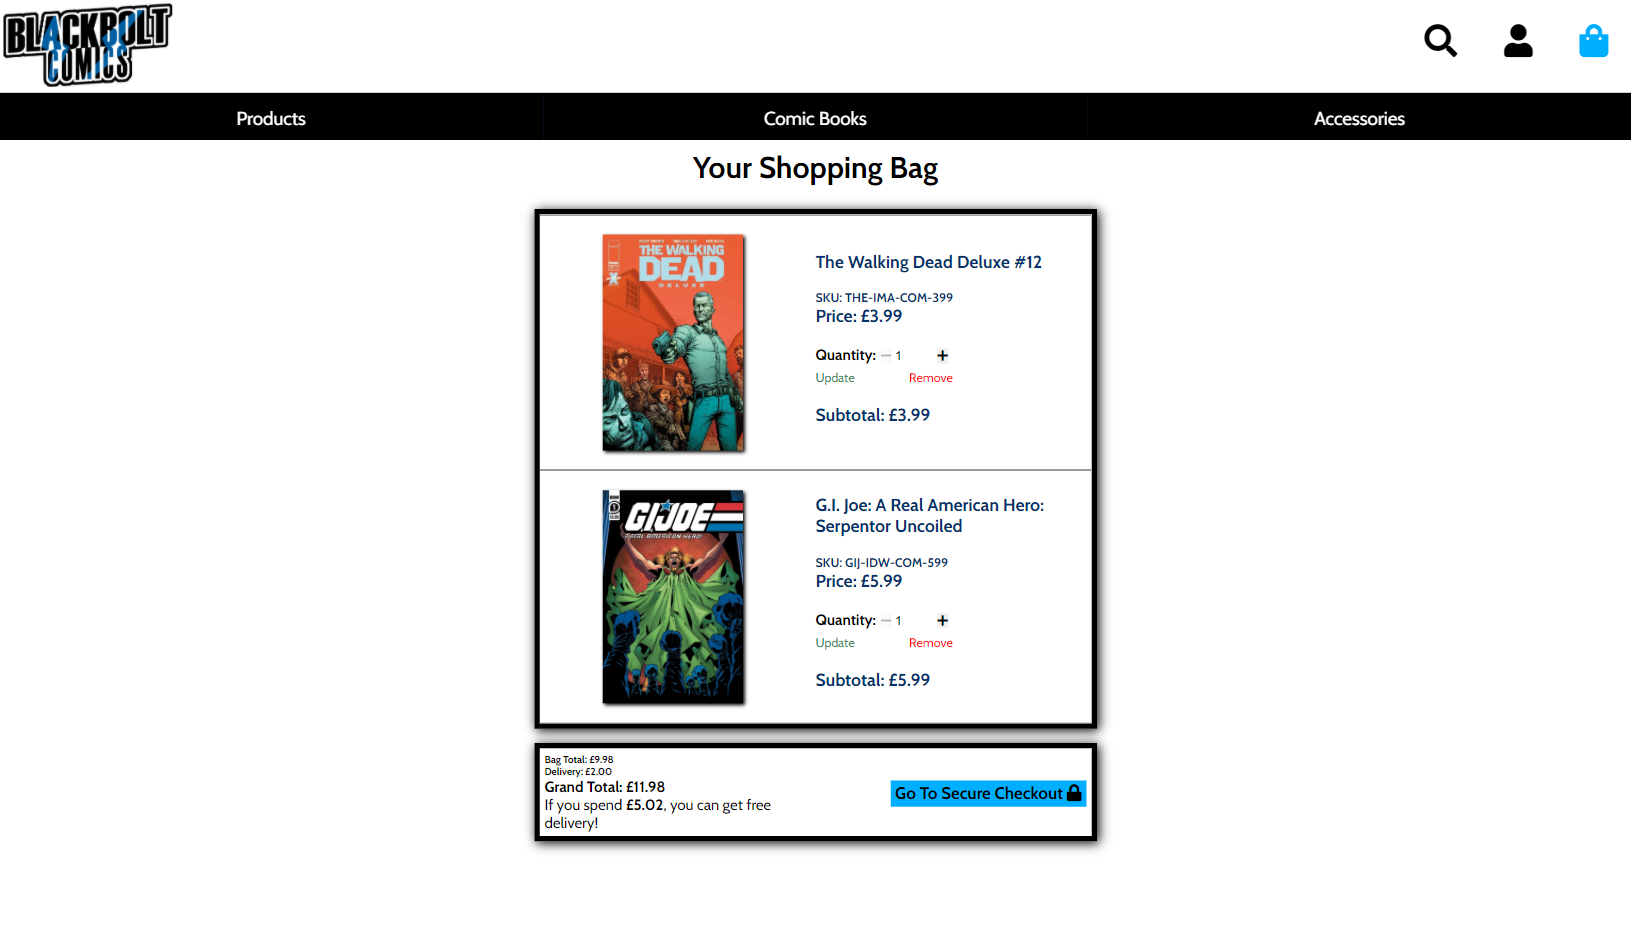 BLACKBOLT
COMICS
Products
Comic Books
Accessories
Your Shopping Bag
THE WALKING
DEAD
DELUXE
The Walking Dead Deluxe #12
SKU: THE-IMA-COM-399
Price: £3.99
Quantity: 1
Update
Remove
Subtotal: £3.99
G.I. JOE
A REAL AMERICAN HERO
G.I. Joe: A Real American Hero:
Serpentor Uncoiled
SKU: GIJ-IDW-COM-599
Price: £5.99
Quantity: 1
Update
Remove
Subtotal: £5.99
Bag Total: £9.98
Delivery: £2.00
Grand Total: £11.98
If you spend £5.02, you can get free
delivery!
Go To Secure Checkout